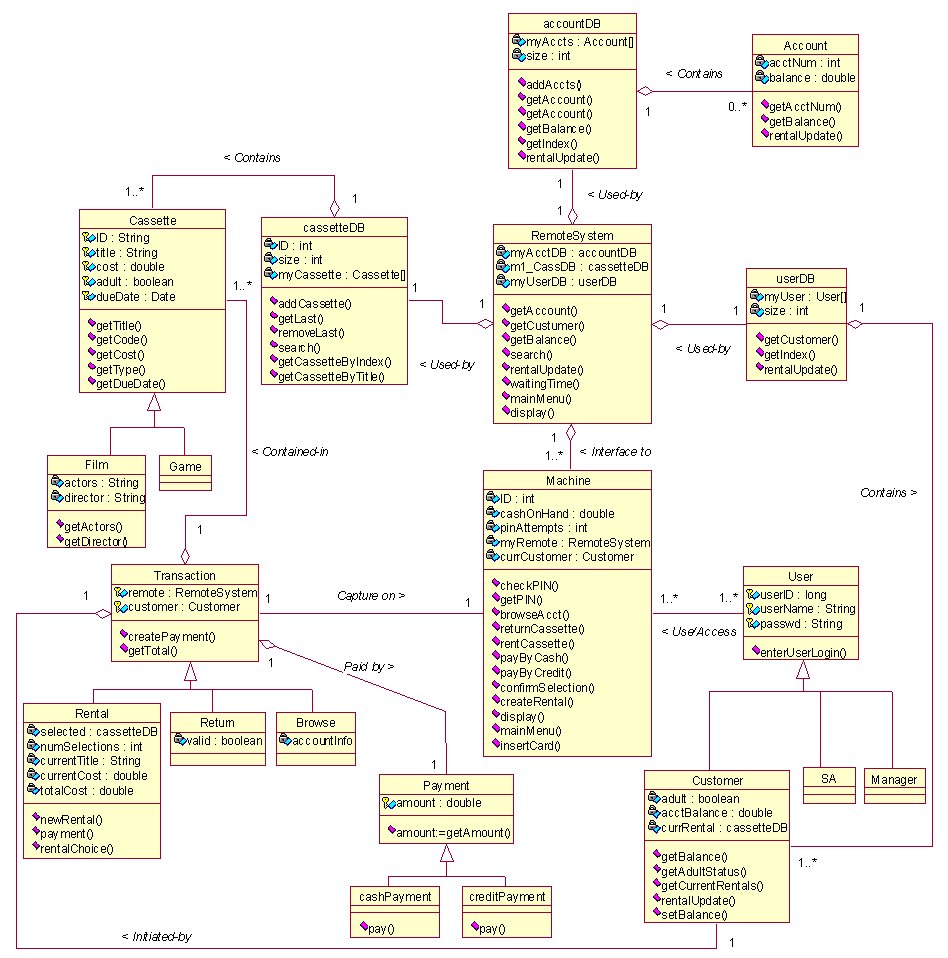 accountDB
myAccts : Account[]
size : int
addAccts()
getAccount()
getAccount()
getBalance()
getIndex()
rentalUpdate()
< Contains
1
0..*
Account
acctNum : int
balance : double
getAcctNum()
getBalance()
rentalUpdate()
< Contains
1..*
1
1
< Used-by
1
Cassette
ID : String
title : String
cost : double
adult : boolean
dueDate : Date
getTitle()
getCode()
getCost()
getType()
getDueDate()
1..*
cassetteDB
ID : int
size : int
myCassette : Cassette[]
addCassette()
getLast()
removeLast()
search()
getCassetteByIndex()
getCassetteByTitle()
1
1
< Used-by
RemoteSystem
myAcctDB : accountDB
m1_CassDB : cassetteDB
myUserDB : userDB
getAccount()
getCustumer()
getBalance()
search()
rentalUpdate()
waitingTime()
mainMenu()
display()
1
1
< Used-by
userDB
myUser : User[]
size : int
getCustomer()
getIndex()
rentalUpdate()
1
1
< Interface to
1..*
< Contained-in
Contains >
Film
actors : String
director : String
getActors()
getDirector()
Game
Machine
ID : int
cashOnHand : double
pinAttempts : int
myRemote : RemoteSystem
currCustomer : Customer
checkPIN()
getPIN()
browseAcct()
returnCassette()
rentCassette()
payByCash()
payByCredit()
confirmSelection()
createRental()
display()
mainMenu()
insertCard()
1
1
Transaction
remote : RemoteSystem
customer : Customer
createPayment()
getTotal()
1
Capture on >
1
1
Paid by >
1..*
1..*
< Use/Access
User
userID : long
userName : String
passwd : String
enterUserLogin()
Rental
selected : cassetteDB
numSelections : int
currentTitle : String
currentCost : double
totalCost : double
newRental()
payment()
rentalChoice()
Return
valid : boolean
Browse
accountInfo
1
Payment
amount : double
amount:=getAmount()
cashPayment
pay()
creditPayment
pay()
Customer
adult : boolean
acctBalance : double
currRental : cassetteDB
getBalance()
getAdultStatus()
getCurrentRentals()
rentalUpdate()
setBalance()
SA
Manager
1..*
< Initiated-by
1